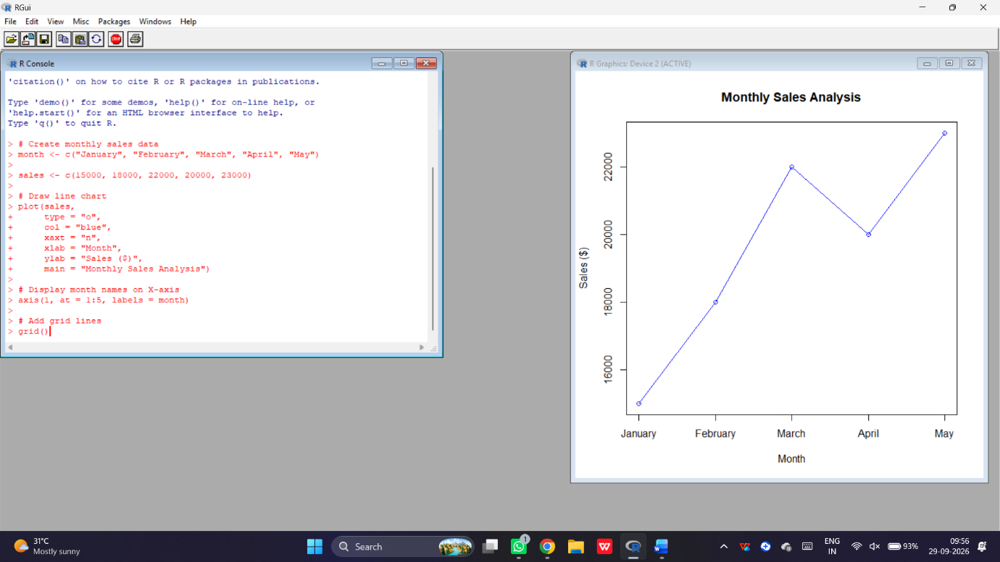 RGui
File Edit View Misc Packages Windows Help
STOP
R Console
'citation()' on how to cite R or R packages in publications.
Type 'demo()' for some demos, 'help()' for on-line help, or
'help.start()' for an HTML browser interface to help.
Type 'q()' to quit R.
> # Create monthly sales data
> month <- c("January", "February", "March", "April", "May")
>
> sales <- c(15000, 18000, 22000, 20000, 23000)
>
> # Draw line chart
> plot(sales,
+      type = "o",
+      col = "blue",
+      xaxt = "n",
+      xlab = "Month",
+      ylab = "Sales ($)",
+      main = "Monthly Sales Analysis")
>
> # Display month names on X-axis
> axis(1, at = 1:5, labels = month)
>
> # Add grid lines
> grid()
R Graphics: Device 2 (ACTIVE)
Monthly Sales Analysis
Sales ($)
22000
20000
18000
16000
January February March April May
Month
31°C
Mostly sunny
Search
1
ENG
IN
93%
09:56
29-09-2026